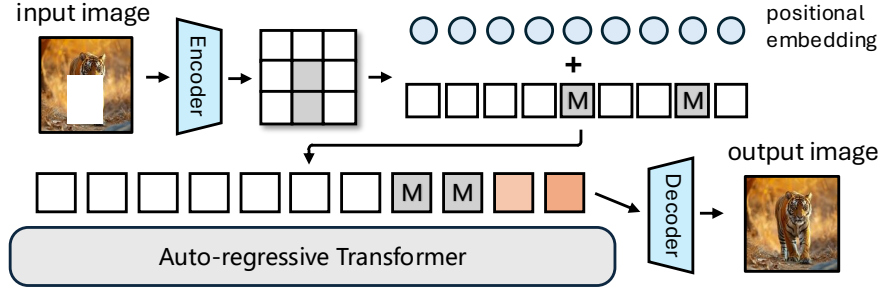 input image
Encoder
positional
embedding
+
M
M
output image
M
M
Decoder
Auto-regressive Transformer